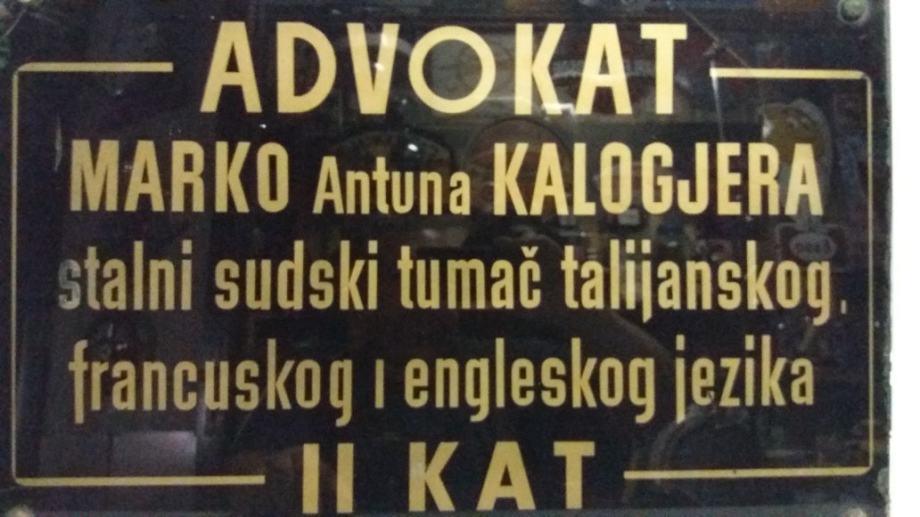 ADVOKAT
MARKO Antuna KALOGJERA
stalni sudski tumač talijanskog,
francuskog i engleskog jezika
II KAT